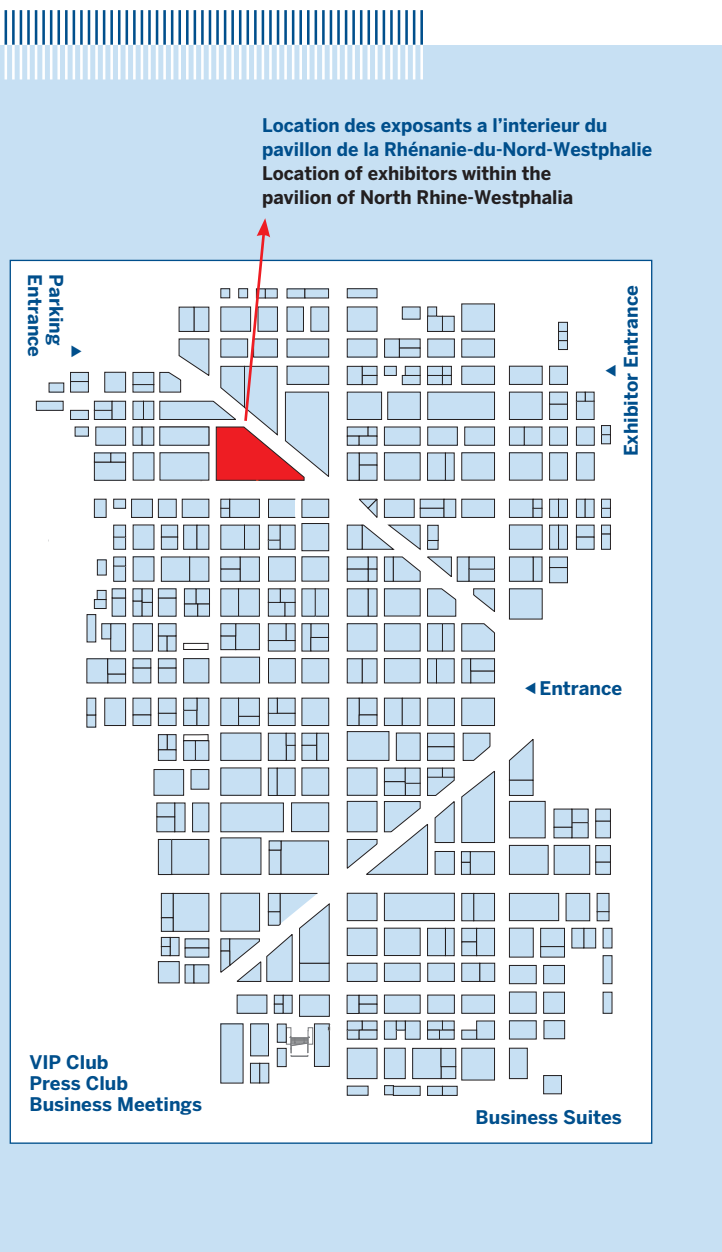 Location des exposants a l'interieur du
pavillon de la Rhénanie-du-Nord-Westphalie
Location of exhibitors within the
pavilion of North Rhine-Westphalia
Parking
Entrance
Exhibitor Entrance
Entrance
VIP Club
Press Club
Business Meetings
Business Suites